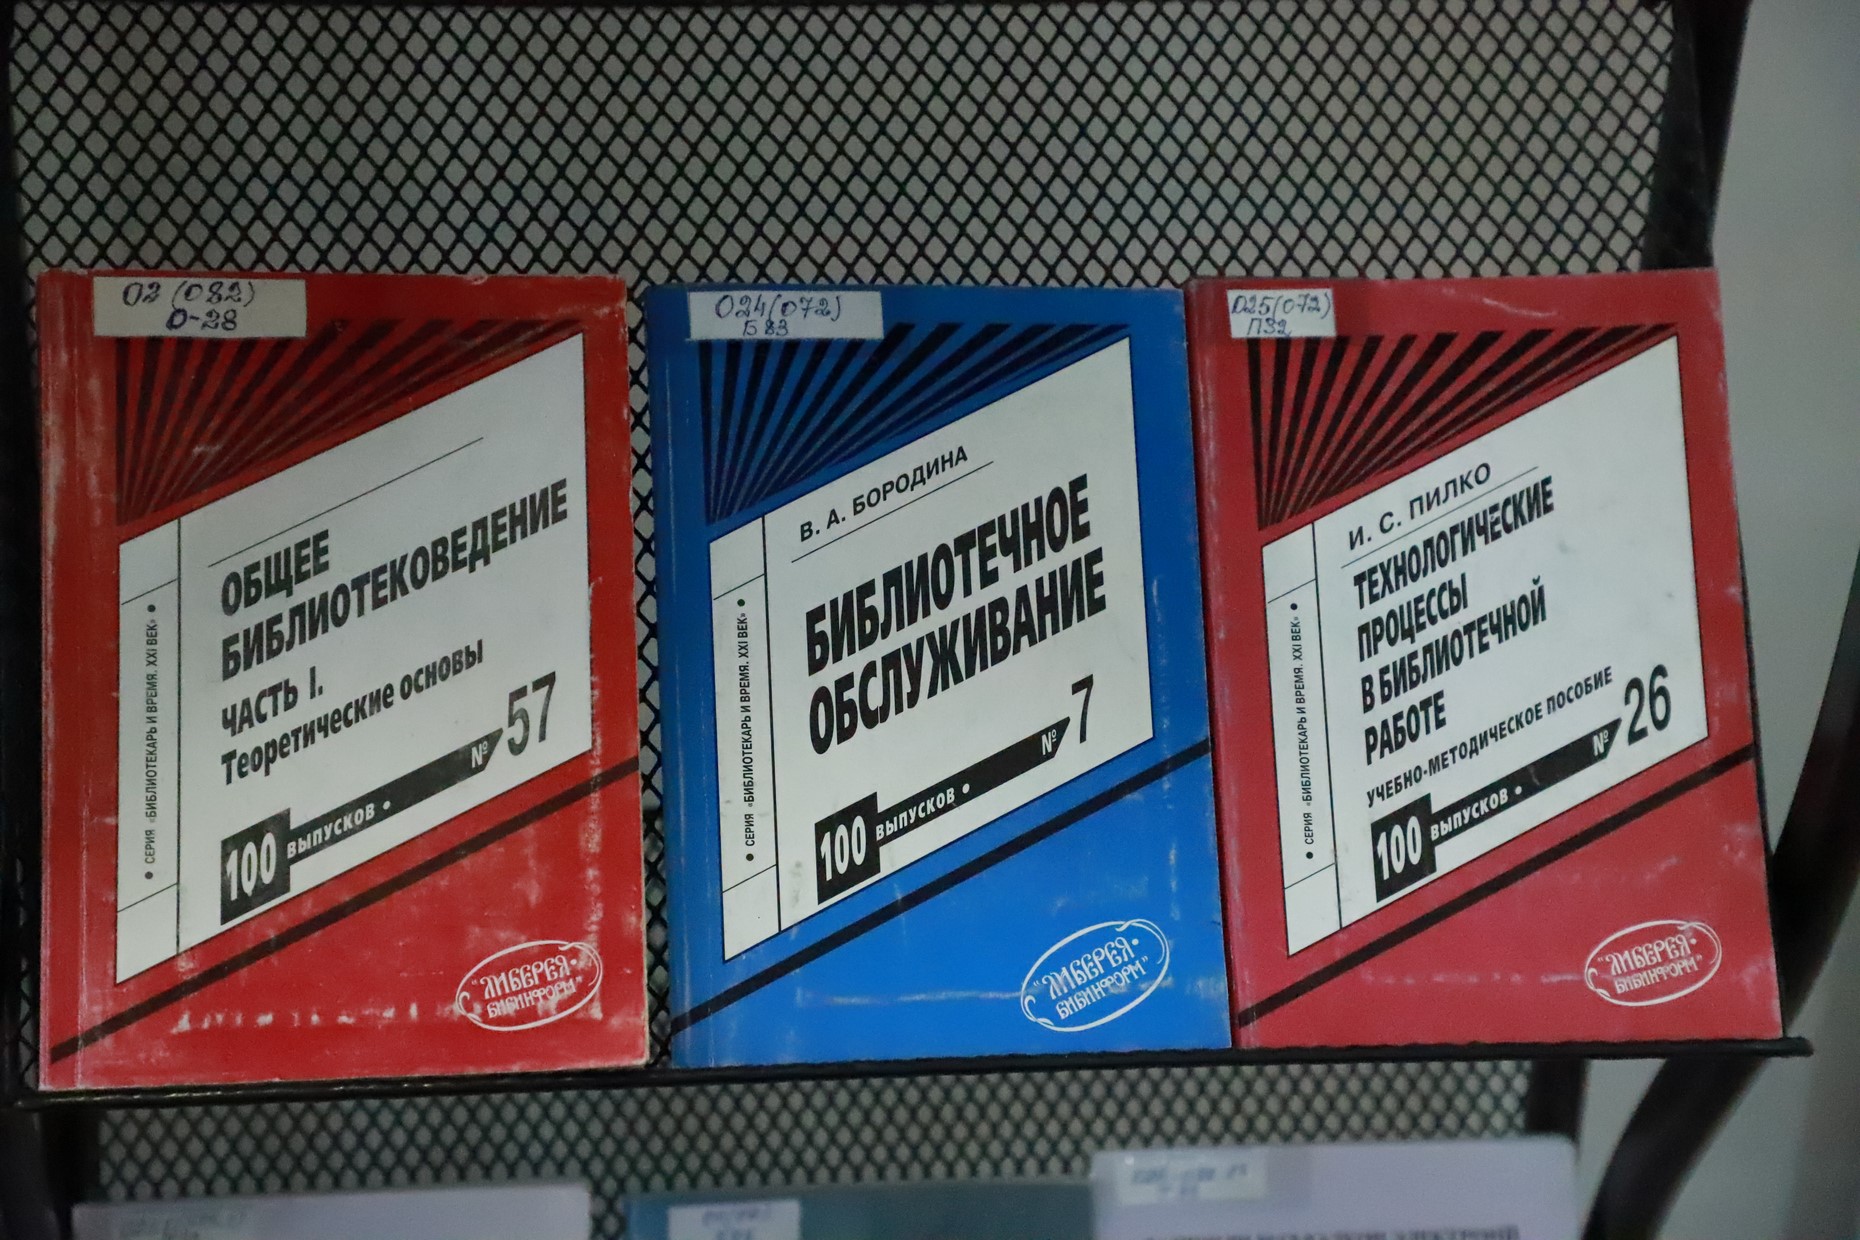 02 (082)
О-28
ОБЩЕЕ
БИБЛИОТЕКОВЕДЕНИЕ
ЧАСТЬ I.
Теоретические основы
№ 57
100 ВЫПУСКОВ •
• СЕРИЯ «БИБЛИОТЕКАРЬ И ВРЕМЯ. XXI ВЕК» •
"ЛИБЕРЕЯ-
БИБИНФОРМ"
024(072)
Б 83
В. А. БОРОДИНА
БИБЛИОТЕЧНОЕ
ОБСЛУЖИВАНИЕ
№ 7
100 ВЫПУСКОВ •
• СЕРИЯ «БИБЛИОТЕКАРЬ И ВРЕМЯ. XXI ВЕК» •
"ЛИБЕРЕЯ-
БИБИНФОРМ"
025(072)
П32
И. С. ПИЛКО
ТЕХНОЛОГИЧЕСКИЕ
ПРОЦЕССЫ
В БИБЛИОТЕЧНОЙ
РАБОТЕ
УЧЕБНО-МЕТОДИЧЕСКОЕ ПОСОБИЕ
№ 26
100 ВЫПУСКОВ •
• СЕРИЯ «БИБЛИОТЕКАРЬ И ВРЕМЯ. XXI ВЕК» •
"ЛИБЕРЕЯ-
БИБИНФОРМ"